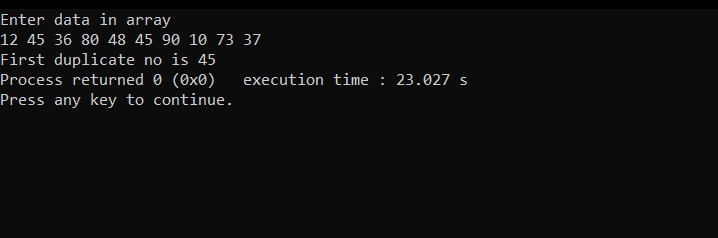 Enter data in array
12 45 36 80 48 45 90 10 73 37
First duplicate no is 45
Process returned 0 (0x0)   execution time : 23.027 s
Press any key to continue.